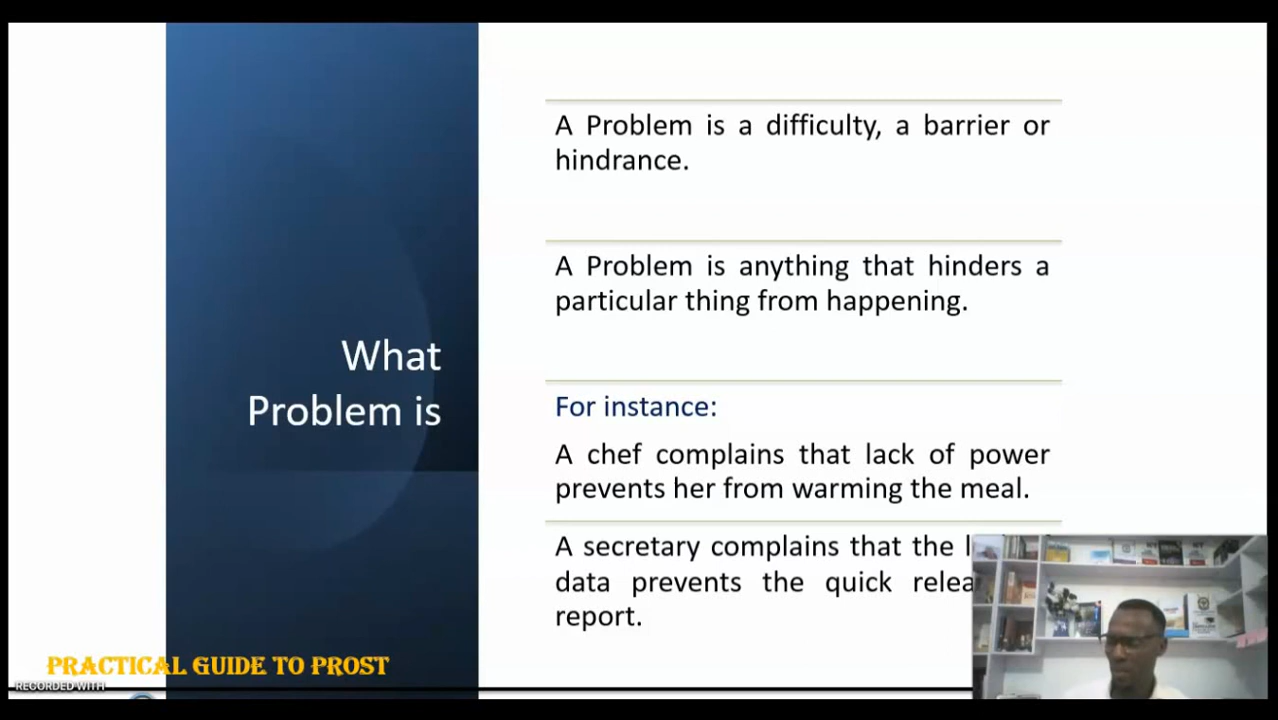 A Problem is a difficulty, a barrier or
hindrance.
A Problem is anything that hinders a
particular thing from happening.
What
Problem is
For instance:
A chef complains that lack of power
prevents her from warming the meal.
A secretary complains that the
data prevents the quick
report.
PRACTICAL GUIDE TO PROST
RECORDED WITH